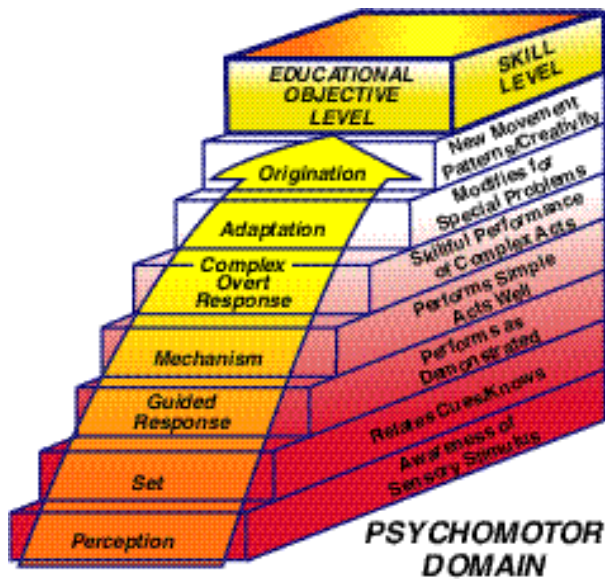 EDUCATIONAL
OBJECTIVE
LEVEL
SKILL
LEVEL
Origination
New Movement
Patterns/Creativity
Adaptation
Modifies for
Special Problems
Complex
Overt
Response
Skillful Performance
of Complex Acts
Mechanism
Performs Simple
Acts Well
Guided
Response
Performs as
Demonstrated
Set
Relates Cues/Knows
Perception
Awareness of
Sensory Stimulis
PSYCHOMOTOR
DOMAIN